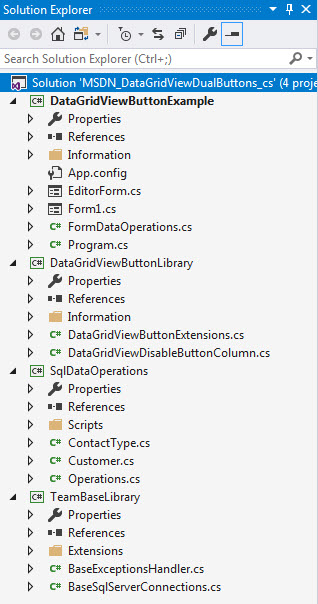 Solution Explorer
Search Solution Explorer (Ctrl+;)
Solution 'MSDN_DataGridViewDualButtons_cs' (4 proje
C# DataGridViewButtonExample
Properties
References
Information
App.config
EditorForm.cs
Form1.cs
C# FormDataOperations.cs
C# Program.cs
C# DataGridViewButtonLibrary
Properties
References
Information
C# DataGridViewButtonExtensions.cs
C# DataGridViewDisableButtonColumn.cs
C# SqlDataOperations
Properties
References
Scripts
C# ContactType.cs
C# Customer.cs
C# Operations.cs
C# TeamBaseLibrary
Properties
References
Extensions
C# BaseExceptionsHandler.cs
C# BaseSqlServerConnections.cs